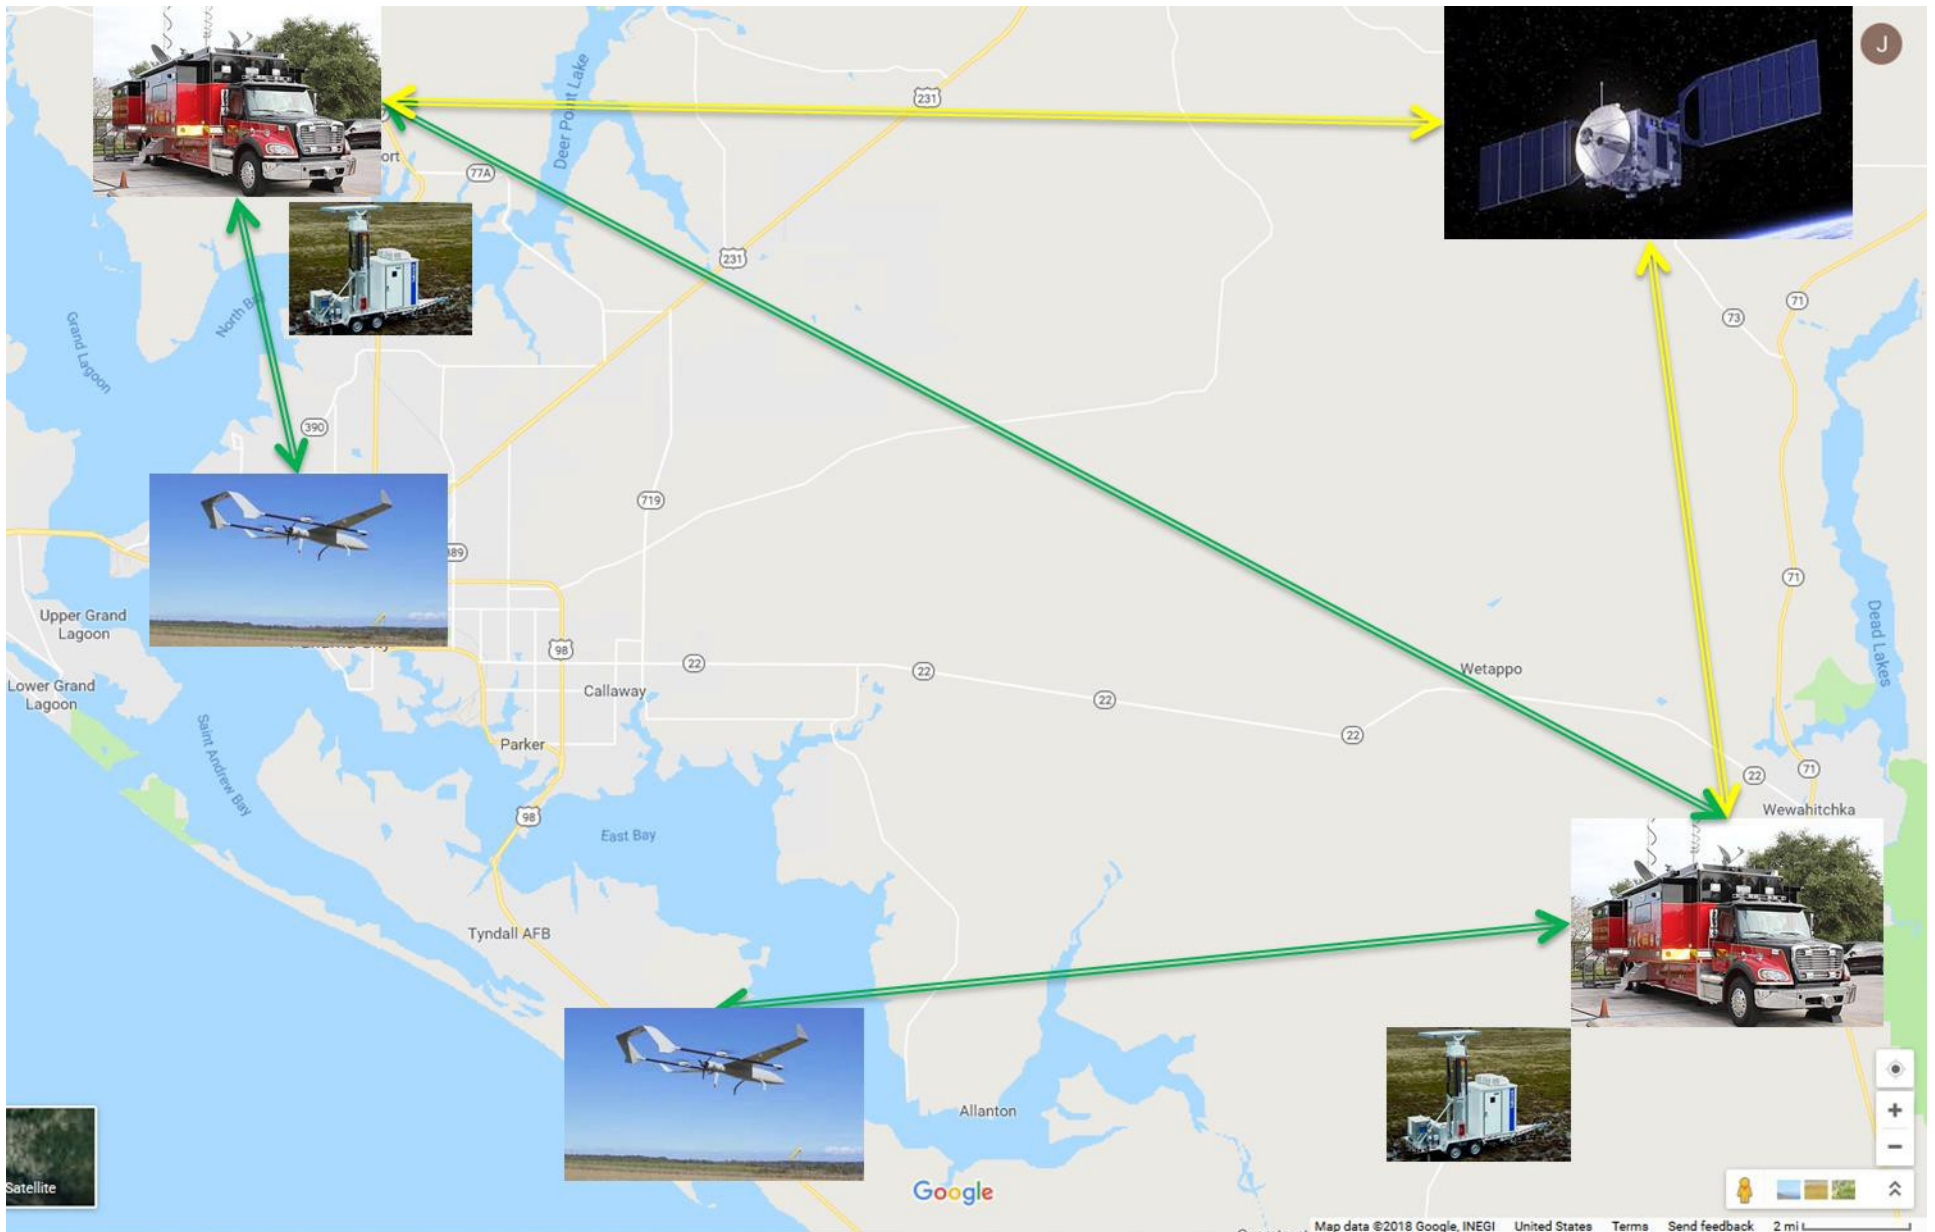 J
231
Deer Point Lake
ort
77A
231
71
North Bay
73
Grand Lagoon
390
719
389
71
Upper Grand
Lagoon
98
22
22
Wetappo
Dead Lakes
Lower Grand
Lagoon
Callaway
22
22
Saint Andrew Bay
Parker
22
71
98
East Bay
Wewahitchka
Tyndall AFB
Allanton
Satellite
Google
Map data ©2018 Google, INEGI United States Terms Send feedback 2 mi